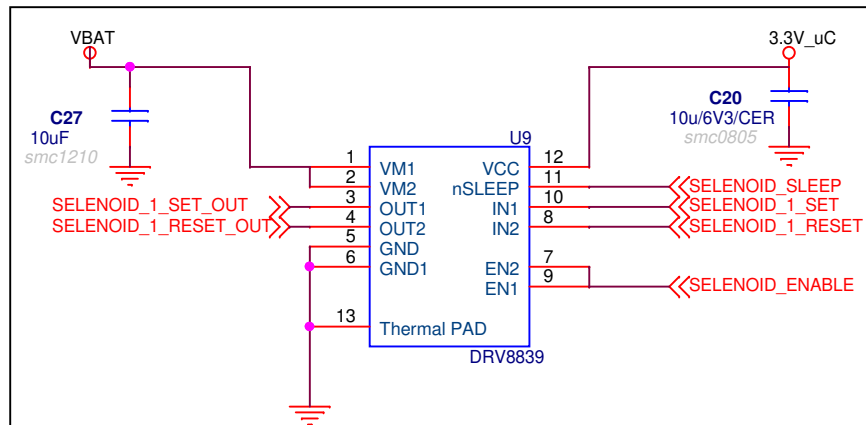 VBAT
3.3V_uC
C27
10uF
smc1210
C20
10u/6V3/CER
smc0805
U9
1 VM1 VCC 12
2 VM2 nSLEEP 11 SELENOID_SLEEP
SELENOID_1_SET_OUT 3 OUT1 IN1 10 SELENOID_1_SET
SELENOID_1_RESET_OUT 4 OUT2 IN2 8 SELENOID_1_RESET
5 GND
6 GND1 EN2 7
EN1 9 SELENOID_ENABLE
13 Thermal PAD
DRV8839